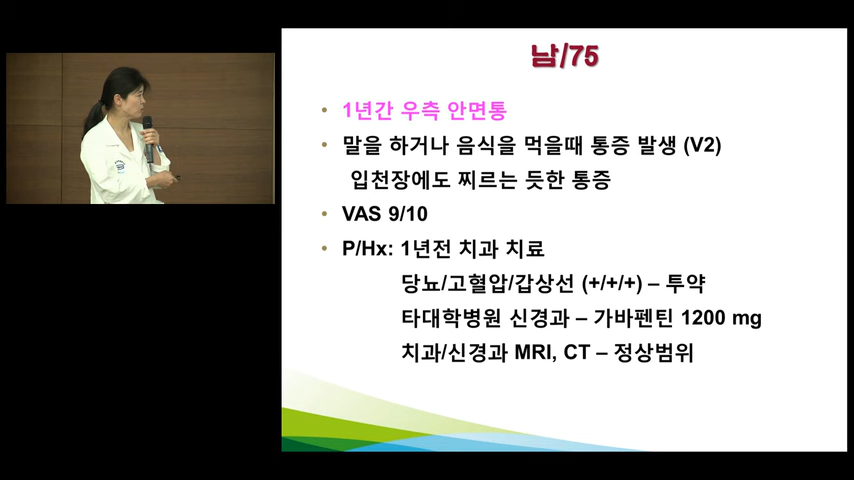 남/75
• 1년간 우측 안면통
• 말을 하거나 음식을 먹을때 통증 발생 (V2)
입천장에도 찌르는 듯한 통증
• VAS 9/10
• P/Hx: 1년전 치과 치료
당뇨/고혈압/갑상선 (+/+/+) – 투약
타대학병원 신경과 – 가바펜틴 1200 mg
치과/신경과 MRI, CT – 정상범위